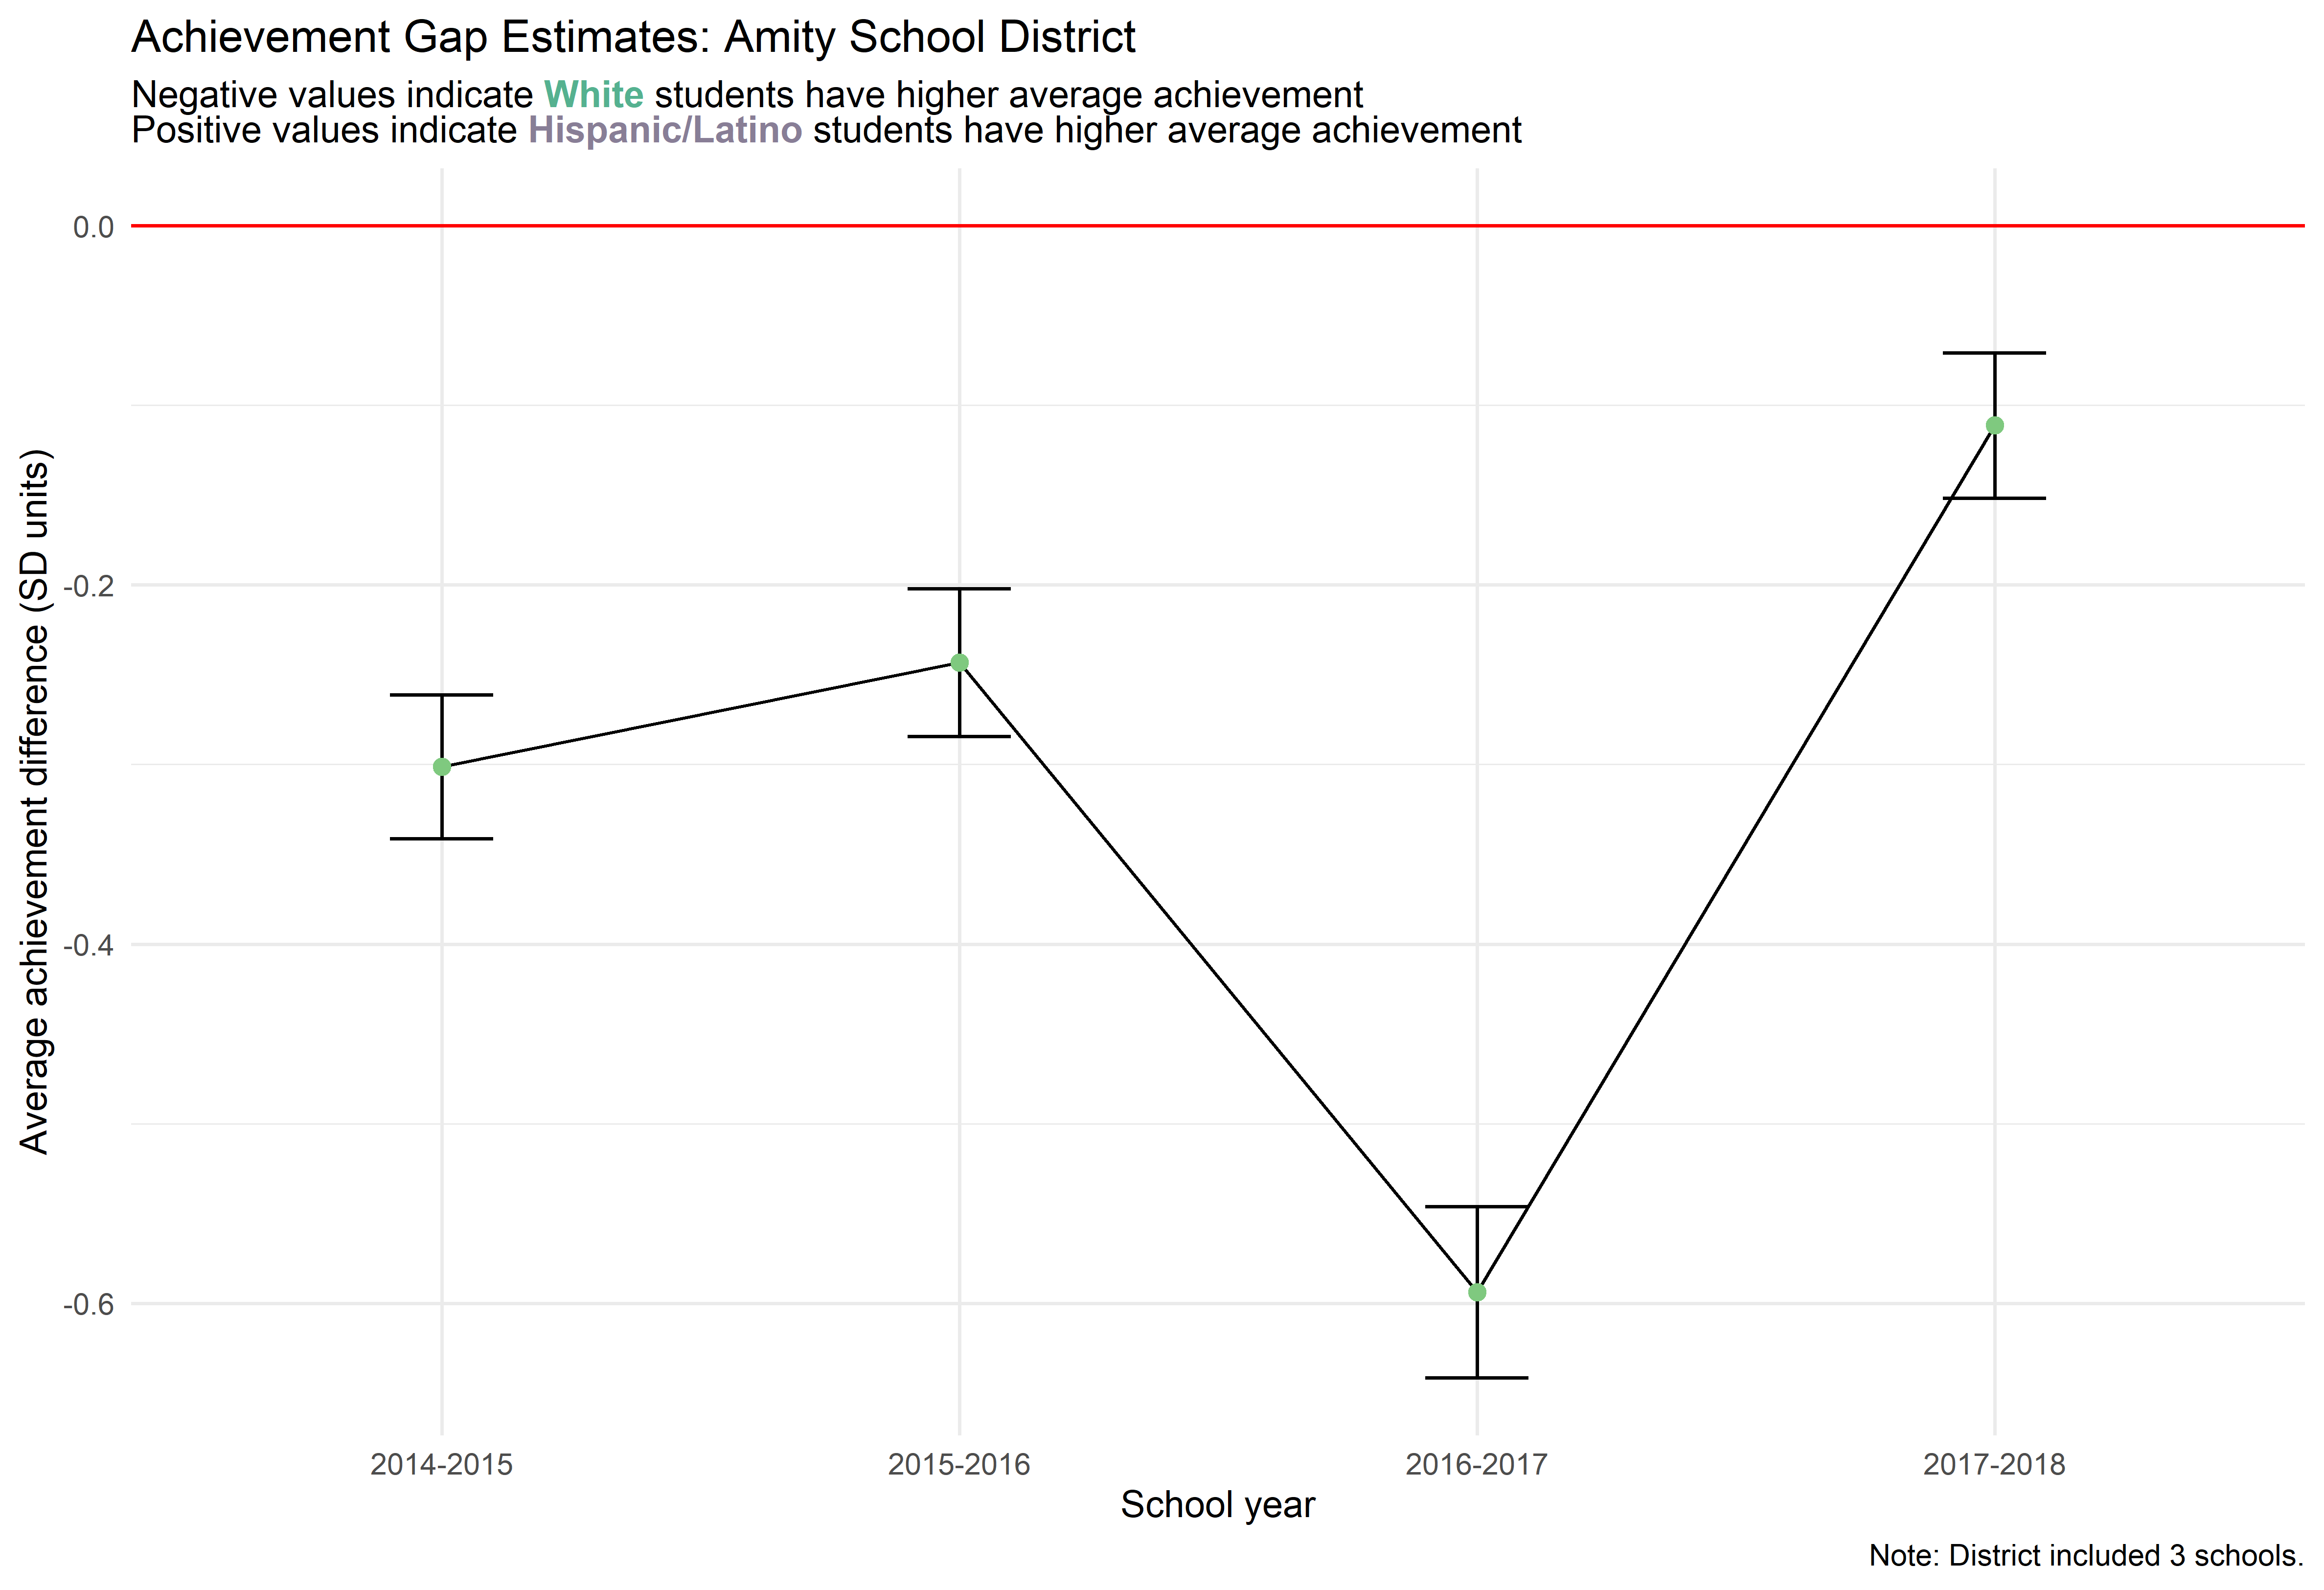 Achievement Gap Estimates: Amity School District
Negative values indicate White students have higher average achievement
Positive values indicate Hispanic/Latino students have higher average achievement
Average achievement difference (SD units)
0.0
-0.2
-0.4
-0.6
2014-2015
2015-2016
2016-2017
2017-2018
School year
Note: District included 3 schools.